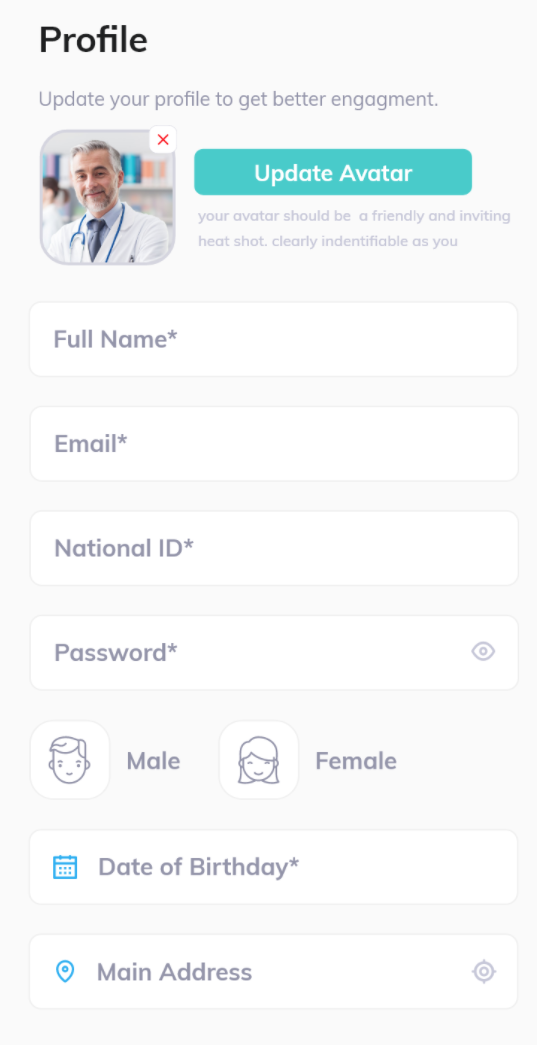 Profile
Update your profile to get better engagment.
Update Avatar
your avatar should be a friendly and inviting
heat shot. clearly indentifiable as you
Full Name*
Email*
National ID*
Password*
Male
Female
Date of Birthday*
Main Address